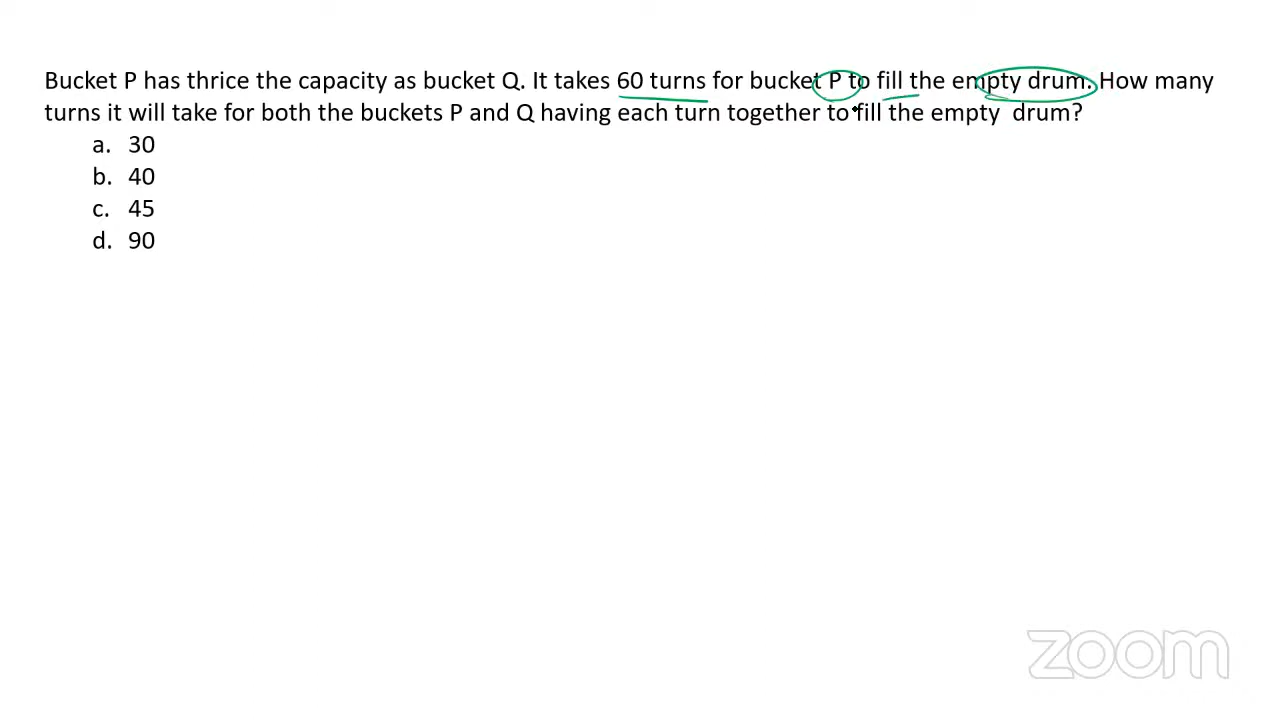 Bucket P has thrice the capacity as bucket Q. It takes 60 turns for bucket P to fill the empty drum. How many
turns it will take for both the buckets P and Q having each turn together to fill the empty drum?
a. 30
b. 40
c. 45
d. 90
zoom